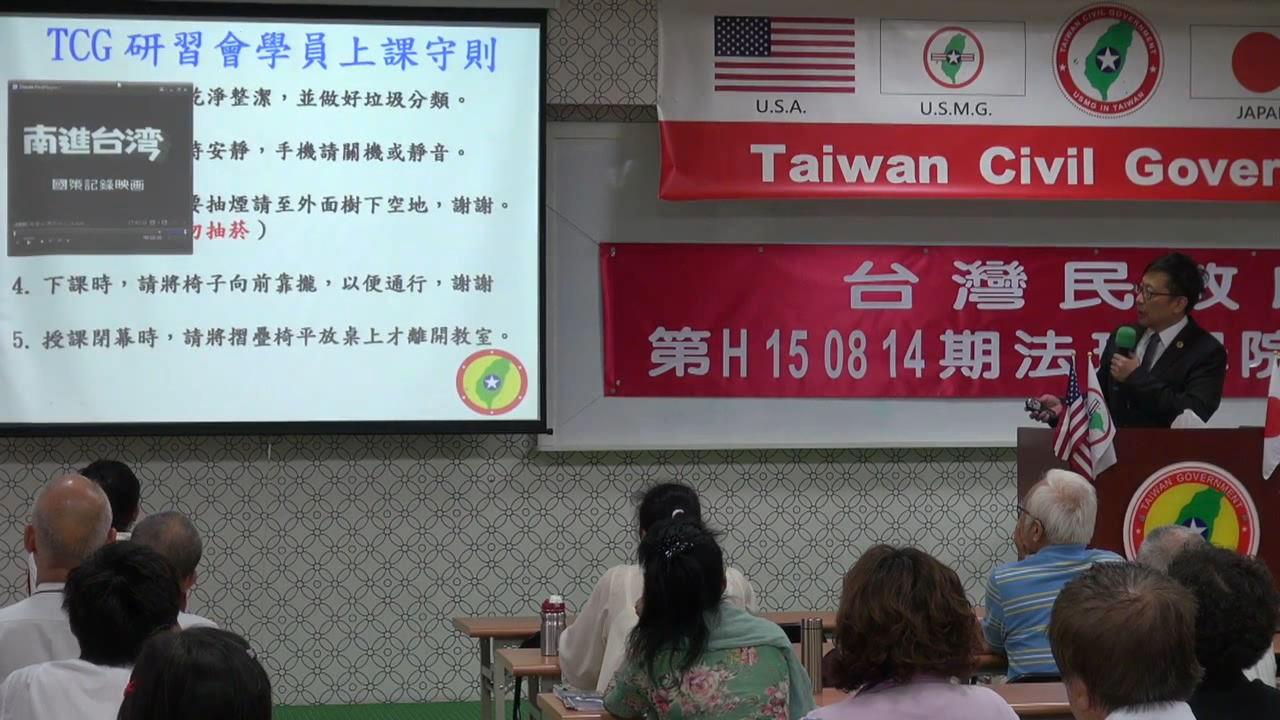 TCG 研習會學員上課守則
乾淨整潔，並做好垃圾分類。
持安靜，手機請關機或靜音。
要抽煙請至外面樹下空地，謝謝。
勿抽菸）
4. 下課時，請將椅子向前靠攏，以便通行，謝謝
5. 授課閉幕時，請將摺疊椅平放桌上才離開教室。
南進台湾
國策記錄映画
U.S.A.
U.S.M.G.
TAIWAN CIVIL GOVERNMENT
USMG IN TAIWAN
JAPA
Taiwan Civil Gover
台灣民政
第H 15 08 14 期法
院
TAIWAN GOVERNMENT